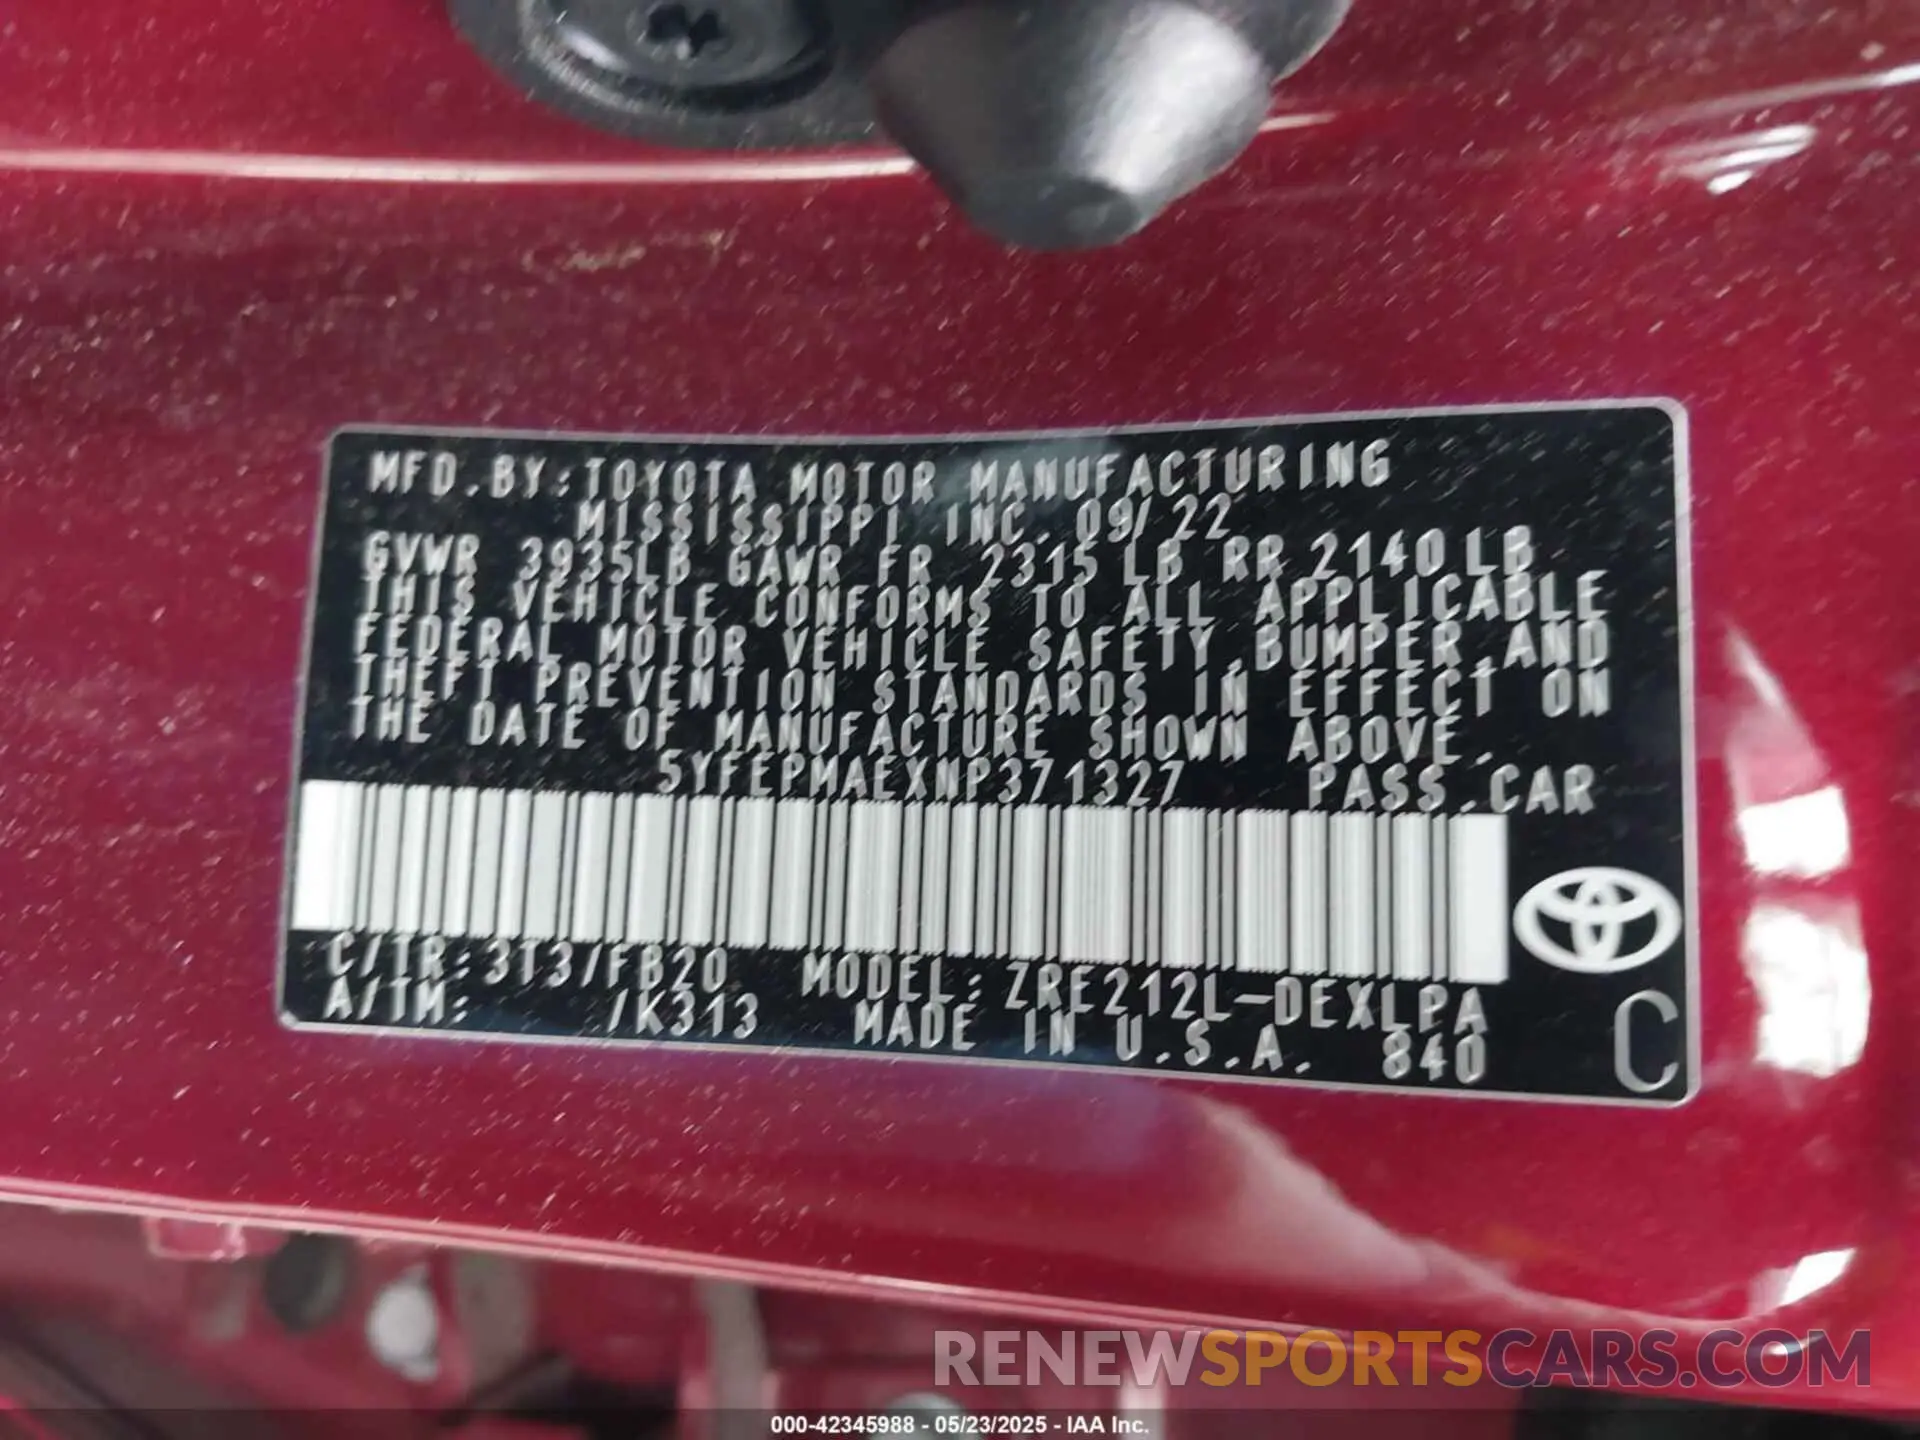 MFD.BY:TOYOTA MOTOR MANUFACTURING
MISSISSIPPI INC. 09/22
GVWR 3935LB GAWR FR 2315 LB RR 2140 LB
THIS VEHICLE CONFORMS TO ALL APPLICABLE
FEDERAL MOTOR VEHICLE SAFETY,BUMPER,AND
THEFT PREVENTION STANDARDS IN EFFECT ON
THE DATE OF MANUFACTURE SHOWN ABOVE.
5YFEPMAEXNP371327 PASS.CAR
C/TR:3T3/FB20 MODEL:ZRE212L-DEXLPA
A/TM: /K313 MADE IN U.S.A. 840
C
RENEWSPORTSCARS.COM
000-42345988 - 05/23/2025 - IAA Inc.